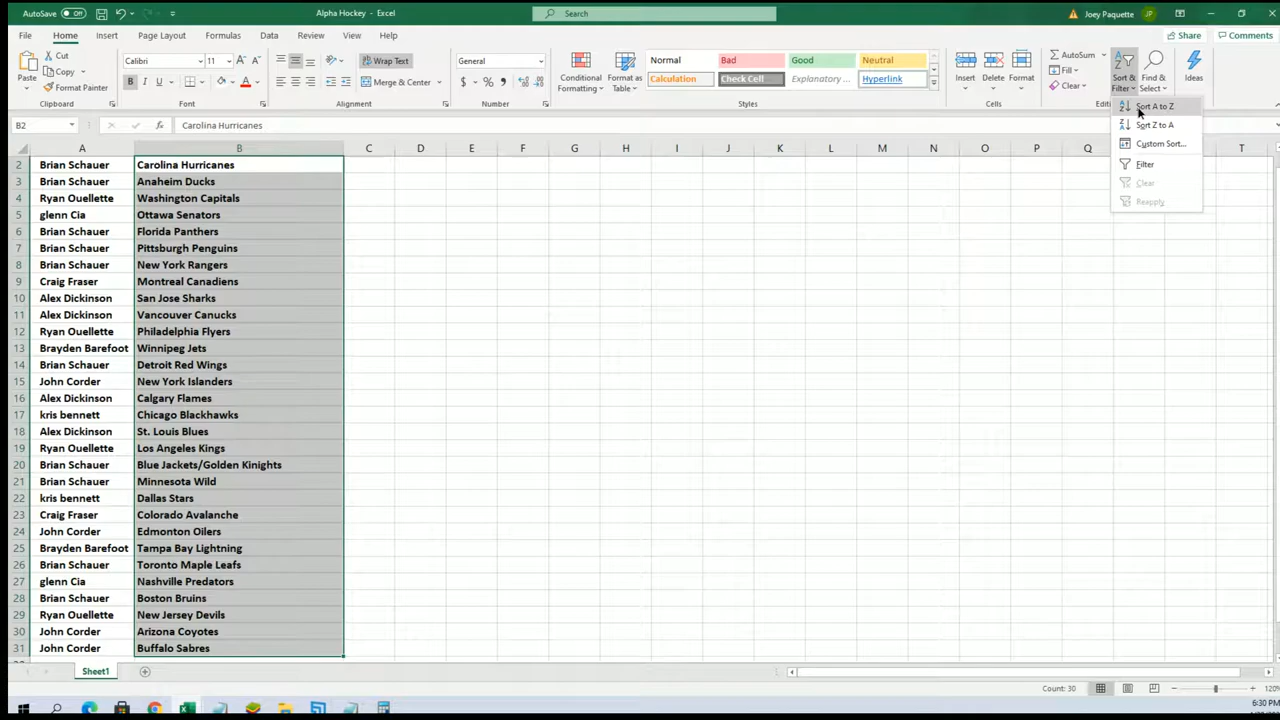 AutoSave Off Alpha Hockey - Excel Search Joey Paquette JP
File Home Insert Page Layout Formulas Data Review View Help Share Comments
Cut Calibri 11 Wrap Text General Normal Bad Good Neutral AutoSum
Copy Fill
Paste Format Painter B I U Merge & Center $ % Conditional Formatting Format as Table Calculation Check Cell Explanatory ... Hyperlink Insert Delete Format Clear Sort & Filter Find & Select Ideas
Clipboard Font Alignment Number Styles Cells Edi
Sort A to Z
Sort Z to A
Custom Sort...
Filter
Clear
Reapply
B2 fx Carolina Hurricanes
A B C D E F G H I J K L M N O P Q T
2 Brian Schauer Carolina Hurricanes
3 Brian Schauer Anaheim Ducks
4 Ryan Ouellette Washington Capitals
5 glenn Cia Ottawa Senators
6 Brian Schauer Florida Panthers
7 Brian Schauer Pittsburgh Penguins
8 Brian Schauer New York Rangers
9 Craig Fraser Montreal Canadiens
10 Alex Dickinson San Jose Sharks
11 Alex Dickinson Vancouver Canucks
12 Ryan Ouellette Philadelphia Flyers
13 Brayden Barefoot Winnipeg Jets
14 Brian Schauer Detroit Red Wings
15 John Corder New York Islanders
16 Alex Dickinson Calgary Flames
17 kris bennett Chicago Blackhawks
18 Alex Dickinson St. Louis Blues
19 Ryan Ouellette Los Angeles Kings
20 Brian Schauer Blue Jackets/Golden Kinights
21 Brian Schauer Minnesota Wild
22 kris bennett Dallas Stars
23 Craig Fraser Colorado Avalanche
24 John Corder Edmonton Oilers
25 Brayden Barefoot Tampa Bay Lightning
26 Brian Schauer Toronto Maple Leafs
27 glenn Cia Nashville Predators
28 Brian Schauer Boston Bruins
29 Ryan Ouellette New Jersey Devils
30 John Corder Arizona Coyotes
31 John Corder Buffalo Sabres
Sheet1
Count: 30 120%
6:30 PM